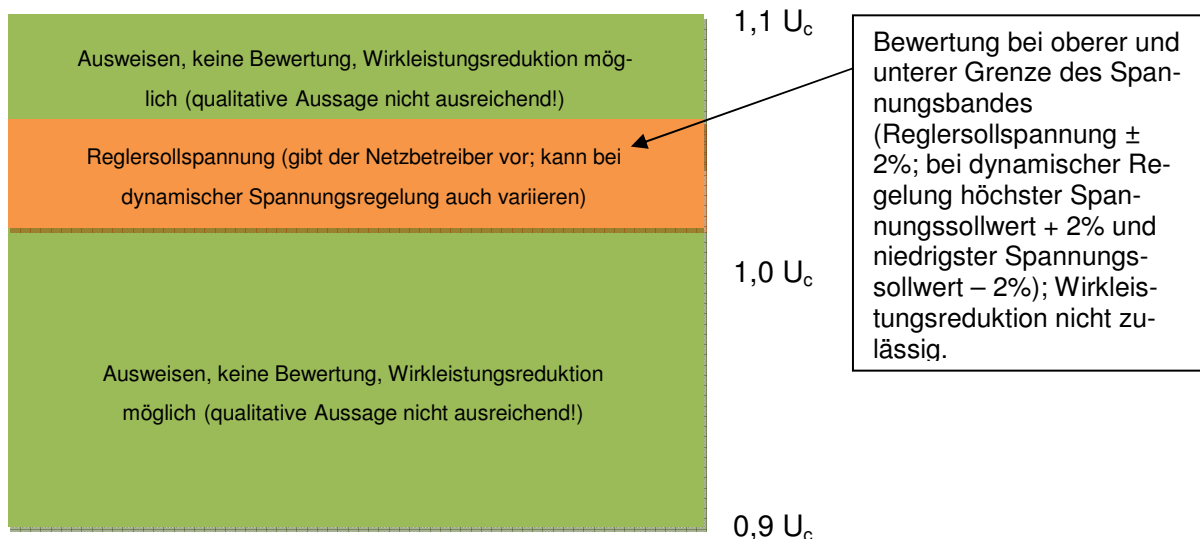 Ausweisen, keine Bewertung, Wirkleistungsreduktion mög-
lich (qualitative Aussage nicht ausreichend!)
Reglersollspannung (gibt der Netzbetreiber vor; kann bei
dynamischer Spannungsregelung auch variieren)
Ausweisen, keine Bewertung, Wirkleistungsreduktion
möglich (qualitative Aussage nicht ausreichend!)
1,1 Uc
1,0 Uc
0,9 Uc
Bewertung bei oberer und
unterer Grenze des Span-
nungsbandes
(Reglersollspannung ±
2%; bei dynamischer Re-
gelung höchster Span-
nungssollwert + 2% und
niedrigster Spannungs-
sollwert – 2%); Wirkleis-
tungsreduktion nicht zu-
lässig.